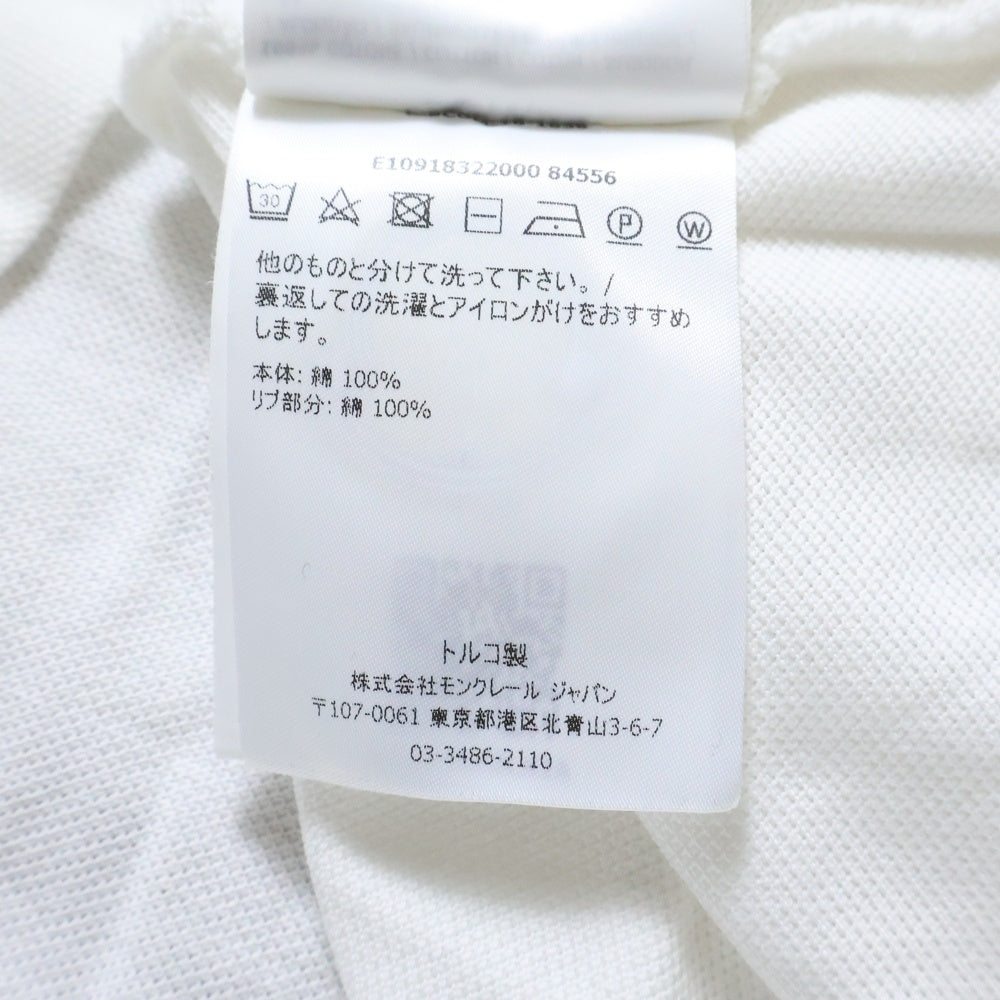 E10918322000 84556
30
P
W
他のものと分けて洗って下さい。/
裏返しての洗濯とアイロンがけをおすすめ
します。
本体: 綿 100%
リブ部分: 綿 100%
トルコ製
株式会社モンクレール ジャパン
〒107-0061 東京都港区北青山3-6-7
03-3486-2110